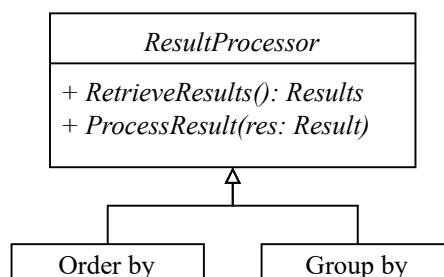 ResultProcessor
+ RetrieveResults(): Results
+ ProcessResult(res: Result)
Order by
Group by